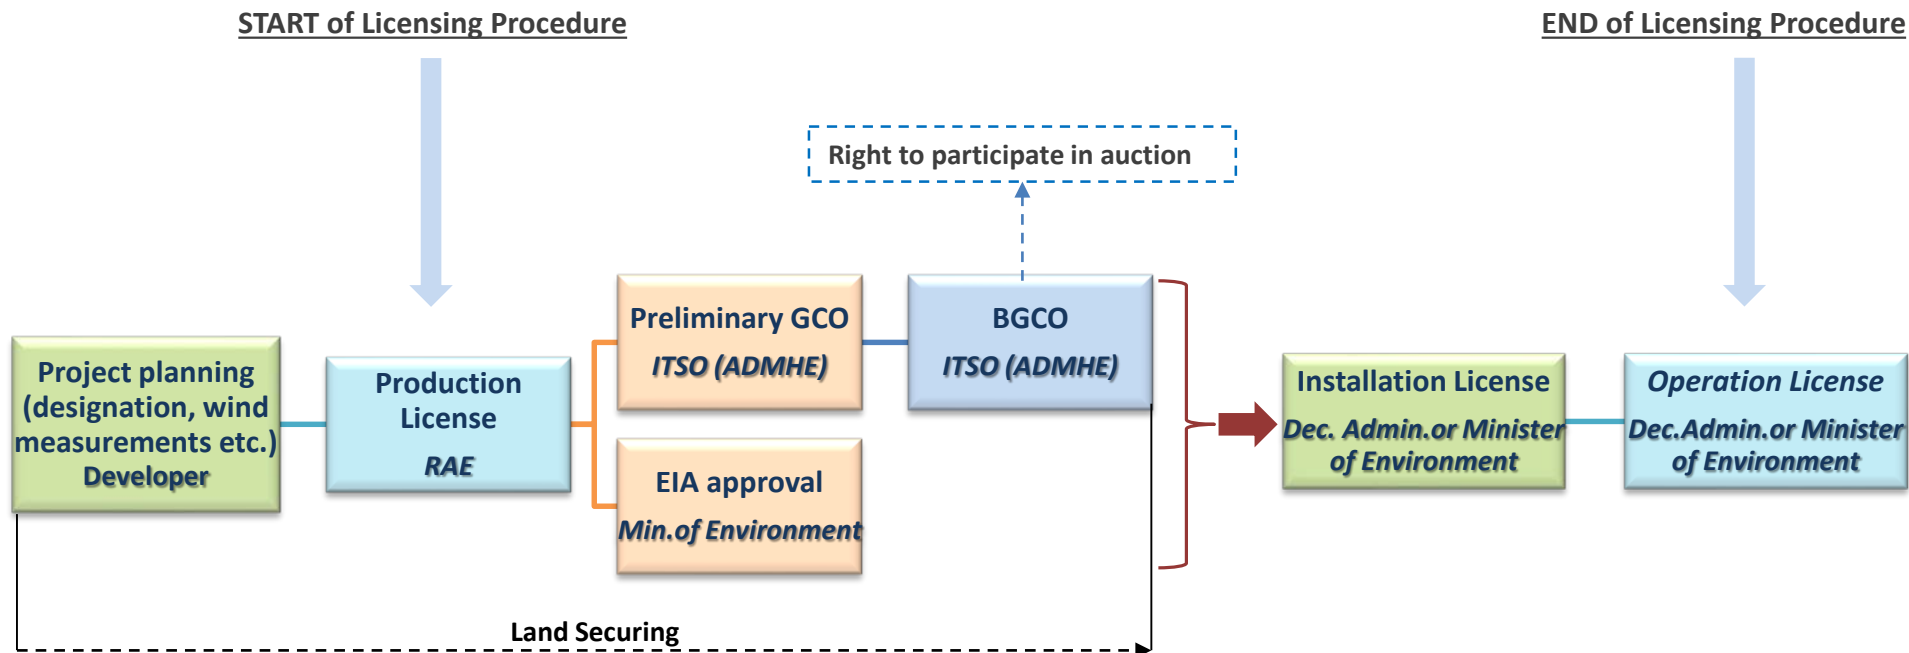 START of Licensing Procedure
END of Licensing Procedure
Right to participate in auction
Project planning
(designation, wind
measurements etc.)
Developer
Production
License
RAE
Preliminary GCO
ITSO (ADMHE)
EIA approval
Min.of Environment
BGCO
ITSO (ADMHE)
Installation License
Dec. Admin.or Minister
of Environment
Operation License
Dec.Admin.or Minister
of Environment
Land Securing